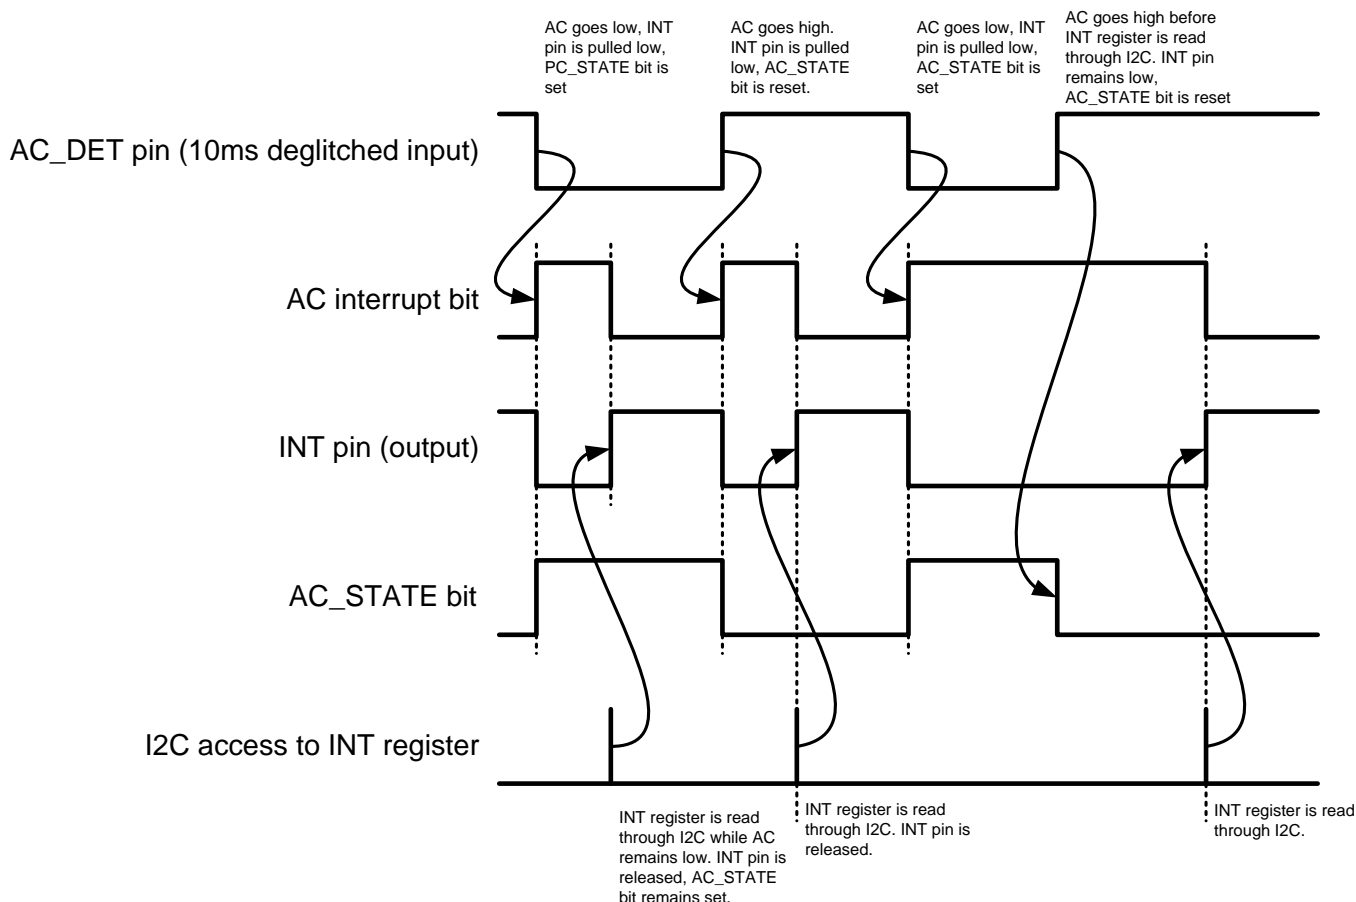 AC goes low, INT
pin is pulled low,
PC_STATE bit is
set
AC goes high.
INT pin is pulled
low, AC_STATE
bit is reset.
AC goes low, INT
pin is pulled low,
AC_STATE bit is
set
AC goes high before
INT register is read
through I2C. INT pin
remains low,
AC_STATE bit is reset
AC_DET pin (10ms deglitched input)
AC interrupt bit
INT pin (output)
AC_STATE bit
I2C access to INT register
INT register is read
through I2C while AC
remains low. INT pin is
released, AC_STATE
bit remains set.
INT register is read
through I2C. INT pin is
released.
INT register is read
through I2C.